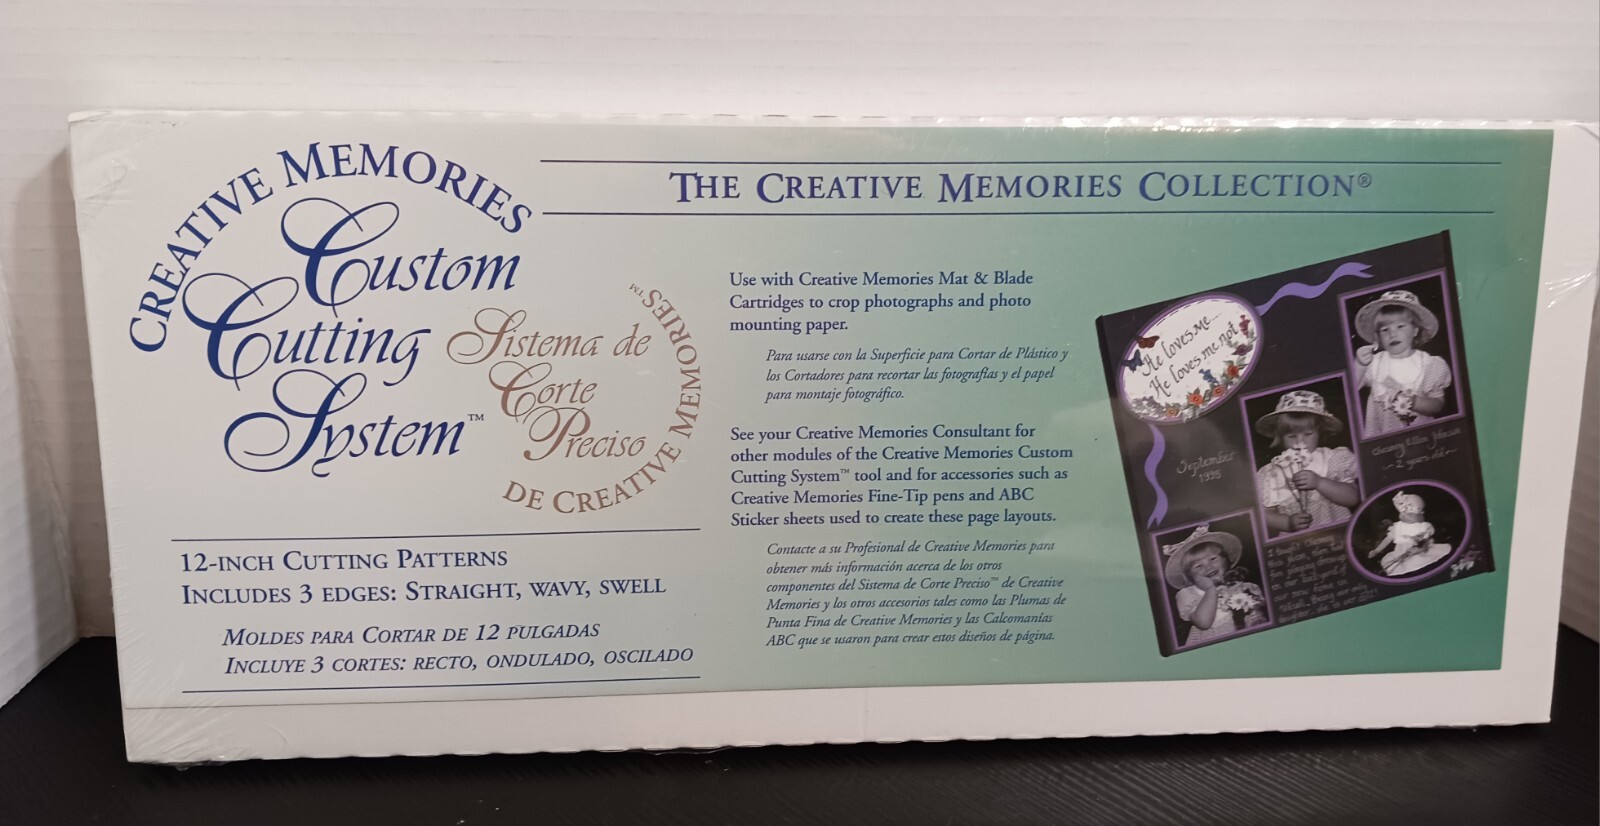 CREATIVE MEMORIES
Custom
Cutting
System™
Sistema de
Corte
Preciso
DE CREATIVE MEMORIES™
12-INCH CUTTING PATTERNS
INCLUDES 3 EDGES: STRAIGHT, WAVY, SWELL
MOLDES PARA CORTAR DE 12 PULGADAS
INCLUYE 3 CORTES: RECTO, ONDULADO, OSCILADO
THE CREATIVE MEMORIES COLLECTION®
Use with Creative Memories Mat & Blade
Cartridges to crop photographs and photo
mounting paper.
Para usarse con la Superficie para Cortar de Plástico y
los Cortadores para recortar las fotografías y el papel
para montaje fotográfico.
See your Creative Memories Consultant for
other modules of the Creative Memories Custom
Cutting System™ tool and for accessories such as
Creative Memories Fine-Tip pens and ABC
Sticker sheets used to create these page layouts.
Contacte a su Profesional de Creative Memories para
obtener más información acerca de los otros
componentes del Sistema de Corte Preciso™ de Creative
Memories y los otros accesorios tales como las Plumas de
Punta Fina de Creative Memories y las Calcomanías
ABC que se usaron para crear estos diseños de página.
He loves me...
He loves me not!
September
1995
~2 years old~